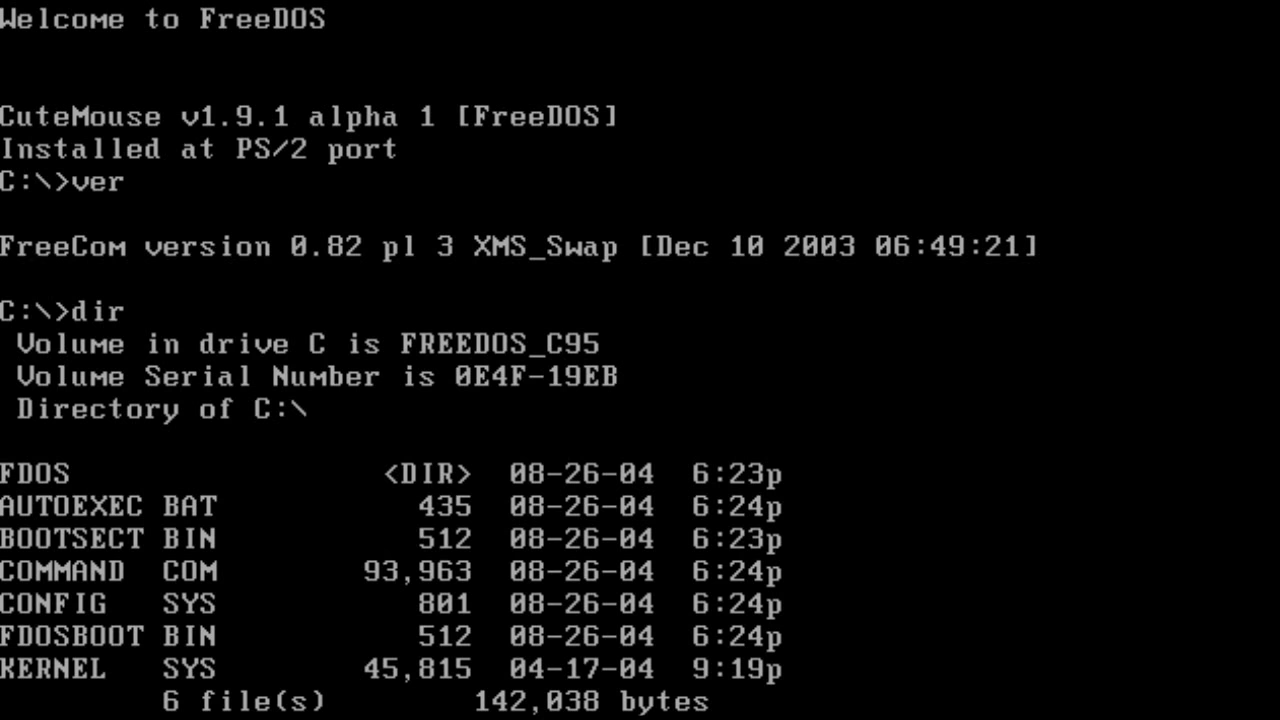 Welcome to FreeDOS
CuteMouse v1.9.1 alpha 1 [FreeDOS]
Installed at PS/2 port
C:\>ver
FreeCom version 0.82 pl 3 XMS_Swap [Dec 10 2003 06:49:21]
C:\>dir
 Volume in drive C is FREEDOS_C95
 Volume Serial Number is 0E4F-19EB
 Directory of C:\
FDOS                 <DIR>  08-26-04  6:23p
AUTOEXEC BAT           435  08-26-04  6:24p
BOOTSECT BIN           512  08-26-04  6:23p
COMMAND  COM        93,963  08-26-04  6:24p
CONFIG   SYS           801  08-26-04  6:24p
FDOSBOOT BIN           512  08-26-04  6:24p
KERNEL   SYS        45,815  04-17-04  9:19p
         6 file(s)        142,038 bytes